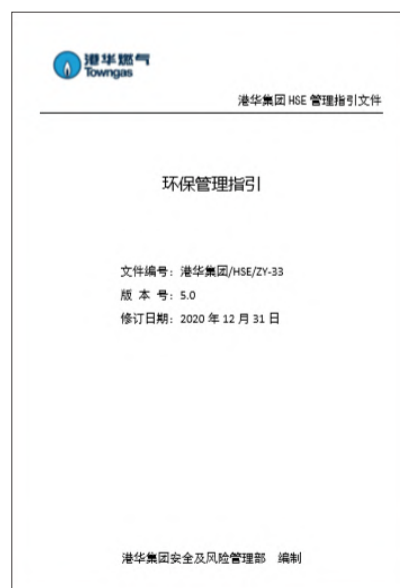 港华燃气
Towngas
港华集团 HSE 管理指引文件
环保管理指引
文件编号：港华集团/HSE/ZY-33
版 本 号：5.0
修订日期：2020 年 12 月 31 日
港华集团安全及风险管理部 编制